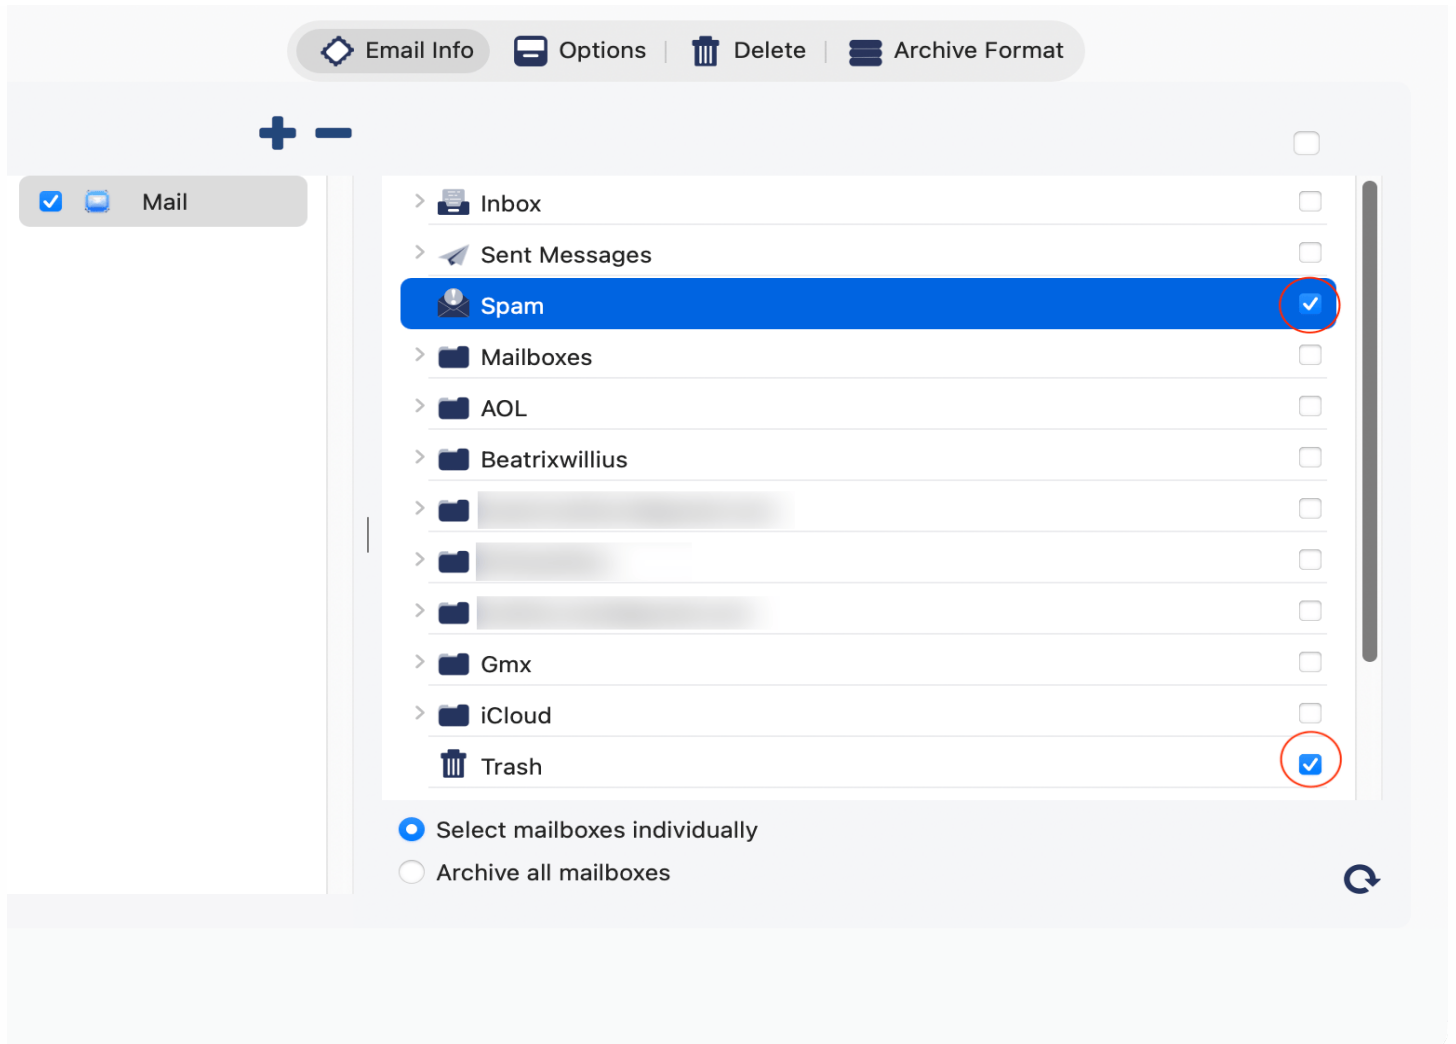 Email Info Options Delete Archive Format
Mail
Inbox
Sent Messages
Spam
Mailboxes
AOL
Beatrixwillius
Gmx
iCloud
Trash
Select mailboxes individually
Archive all mailboxes